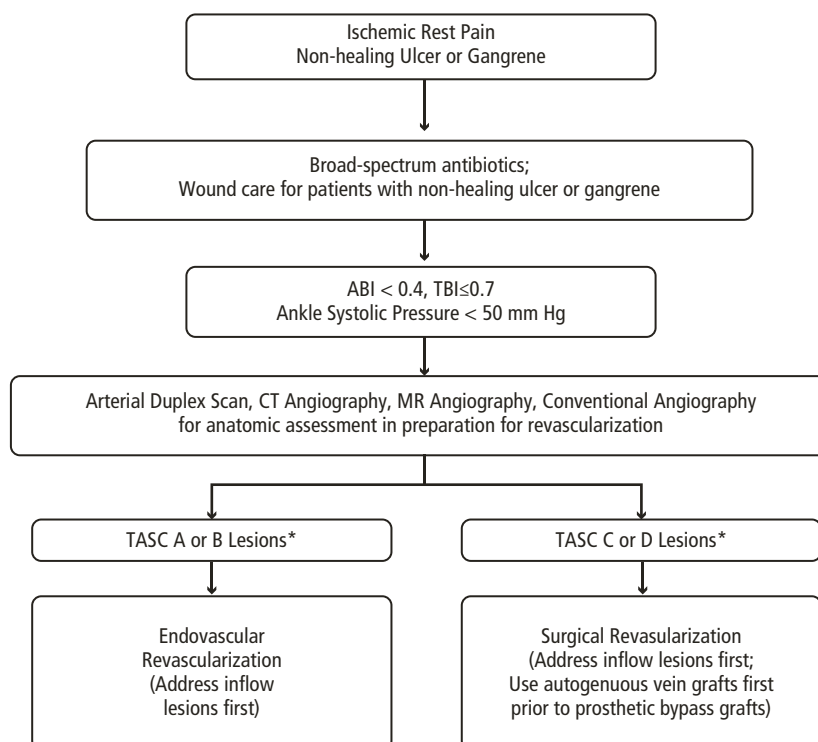 Ischemic Rest Pain
Non-healing Ulcer or Gangrene
Broad-spectrum antibiotics;
Wound care for patients with non-healing ulcer or gangrene
ABI < 0.4, TBI≤0.7
Ankle Systolic Pressure < 50 mm Hg
Arterial Duplex Scan, CT Angiography, MR Angiography, Conventional Angiography
for anatomic assessment in preparation for revascularization
TASC A or B Lesions*
TASC C or D Lesions*
Endovascular
Revascularization
(Address inflow
lesions first)
Surgical Revasularization
(Address inflow lesions first;
Use autogenuous vein grafts first
prior to prosthetic bypass grafts)